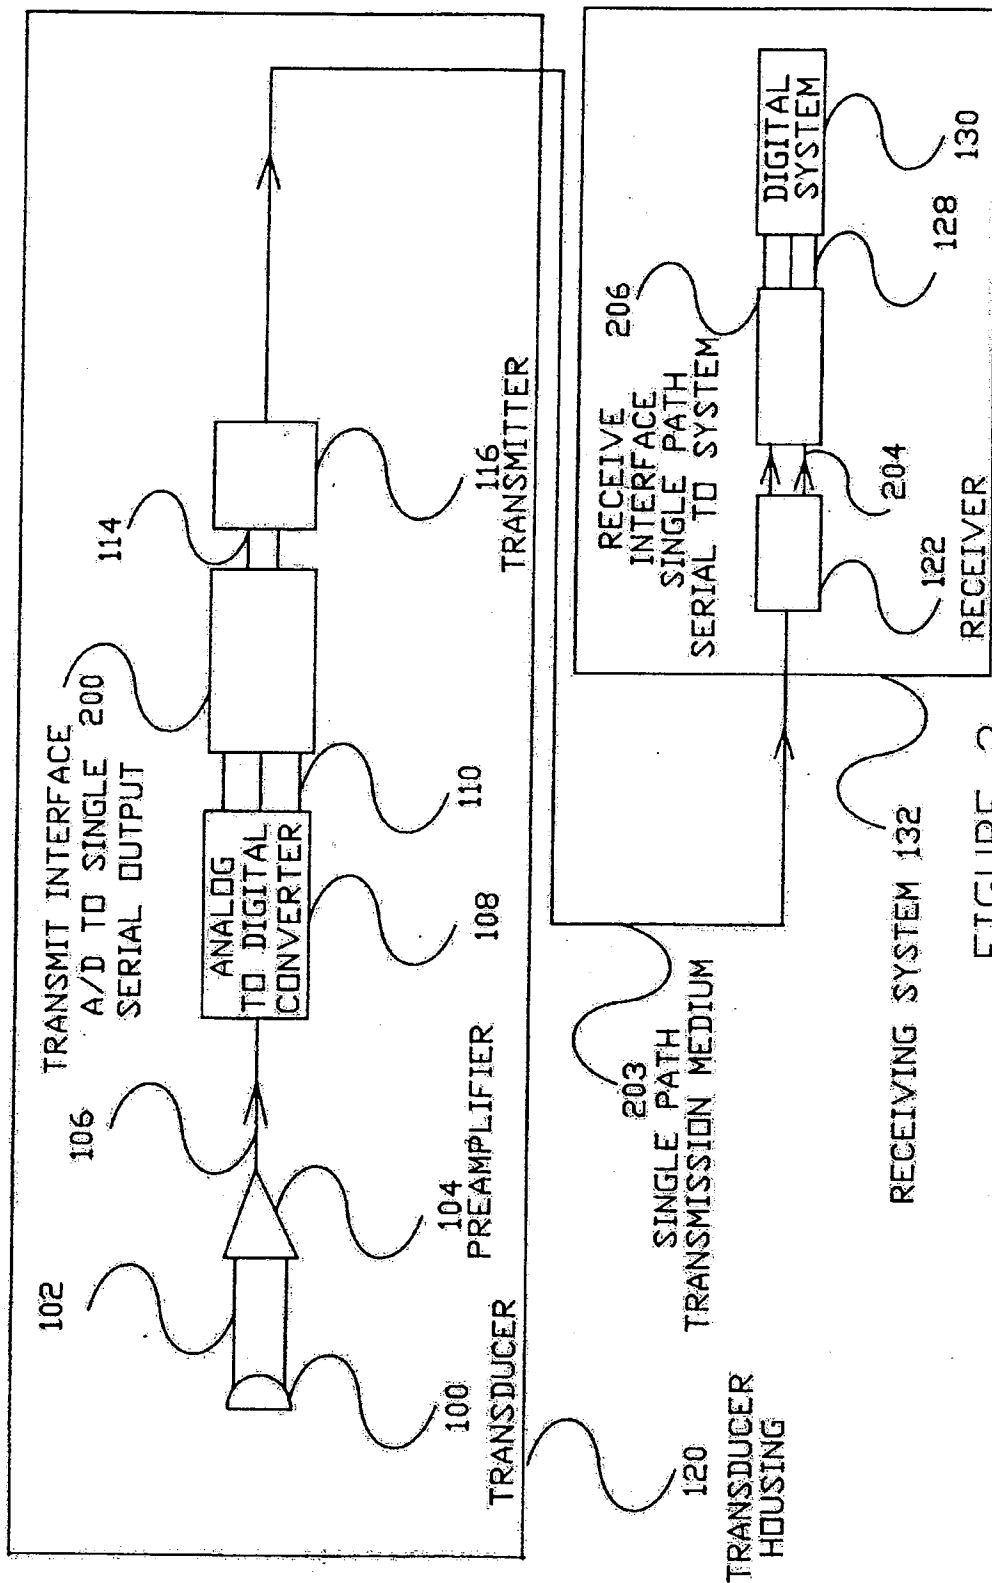 TRANSMIT INTERFACE
A/D TO SINGLE 200
SERIAL OUTPUT
102
106
114
ANALOG
TO DIGITAL
CONVERTER
100
TRANSDUCER
104
PREAMPLIFIER
108
110
116
TRANSMITTER
120
TRANSDUCER
HOUSING
203
SINGLE PATH
TRANSMISSION MEDIUM
RECEIVE
INTERFACE
SINGLE PATH
SERIAL TO SYSTEM
206
DIGITAL
SYSTEM
122
RECEIVER
204
128
130
RECEIVING SYSTEM 132
FIGURE 2